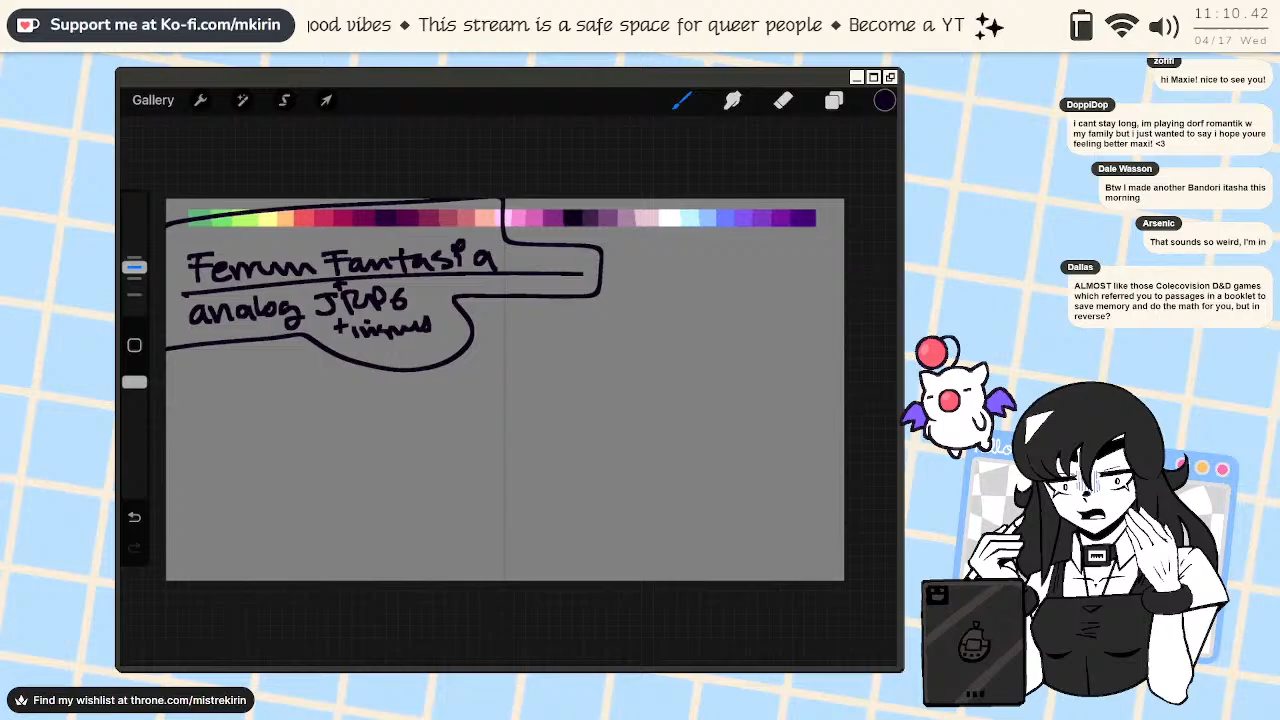 Support me at Ko-fi.com/mkirin
ood vibes ◆ This stream is a safe space for queer people ◆ Become a YT
11:10.42
04/17 Wed
zofifi
hi Maxie! nice to see you!
DoppiDop
i cant stay long, im playing dorf romantik w
my family but i just wanted to say i hope youre
feeling better maxi! <3
Dale Wasson
Btw I made another Bandori itasha this
morning
Arsenic
That sounds so weird, I'm in
Dallas
ALMOST like those Colecovision D&D games
which referred you to passages in a booklet to
save memory and do the math for you, but in
reverse?
Gallery
Ferrum Fantasia
analog JRPG
Find my wishlist at throne.com/mistrekirin